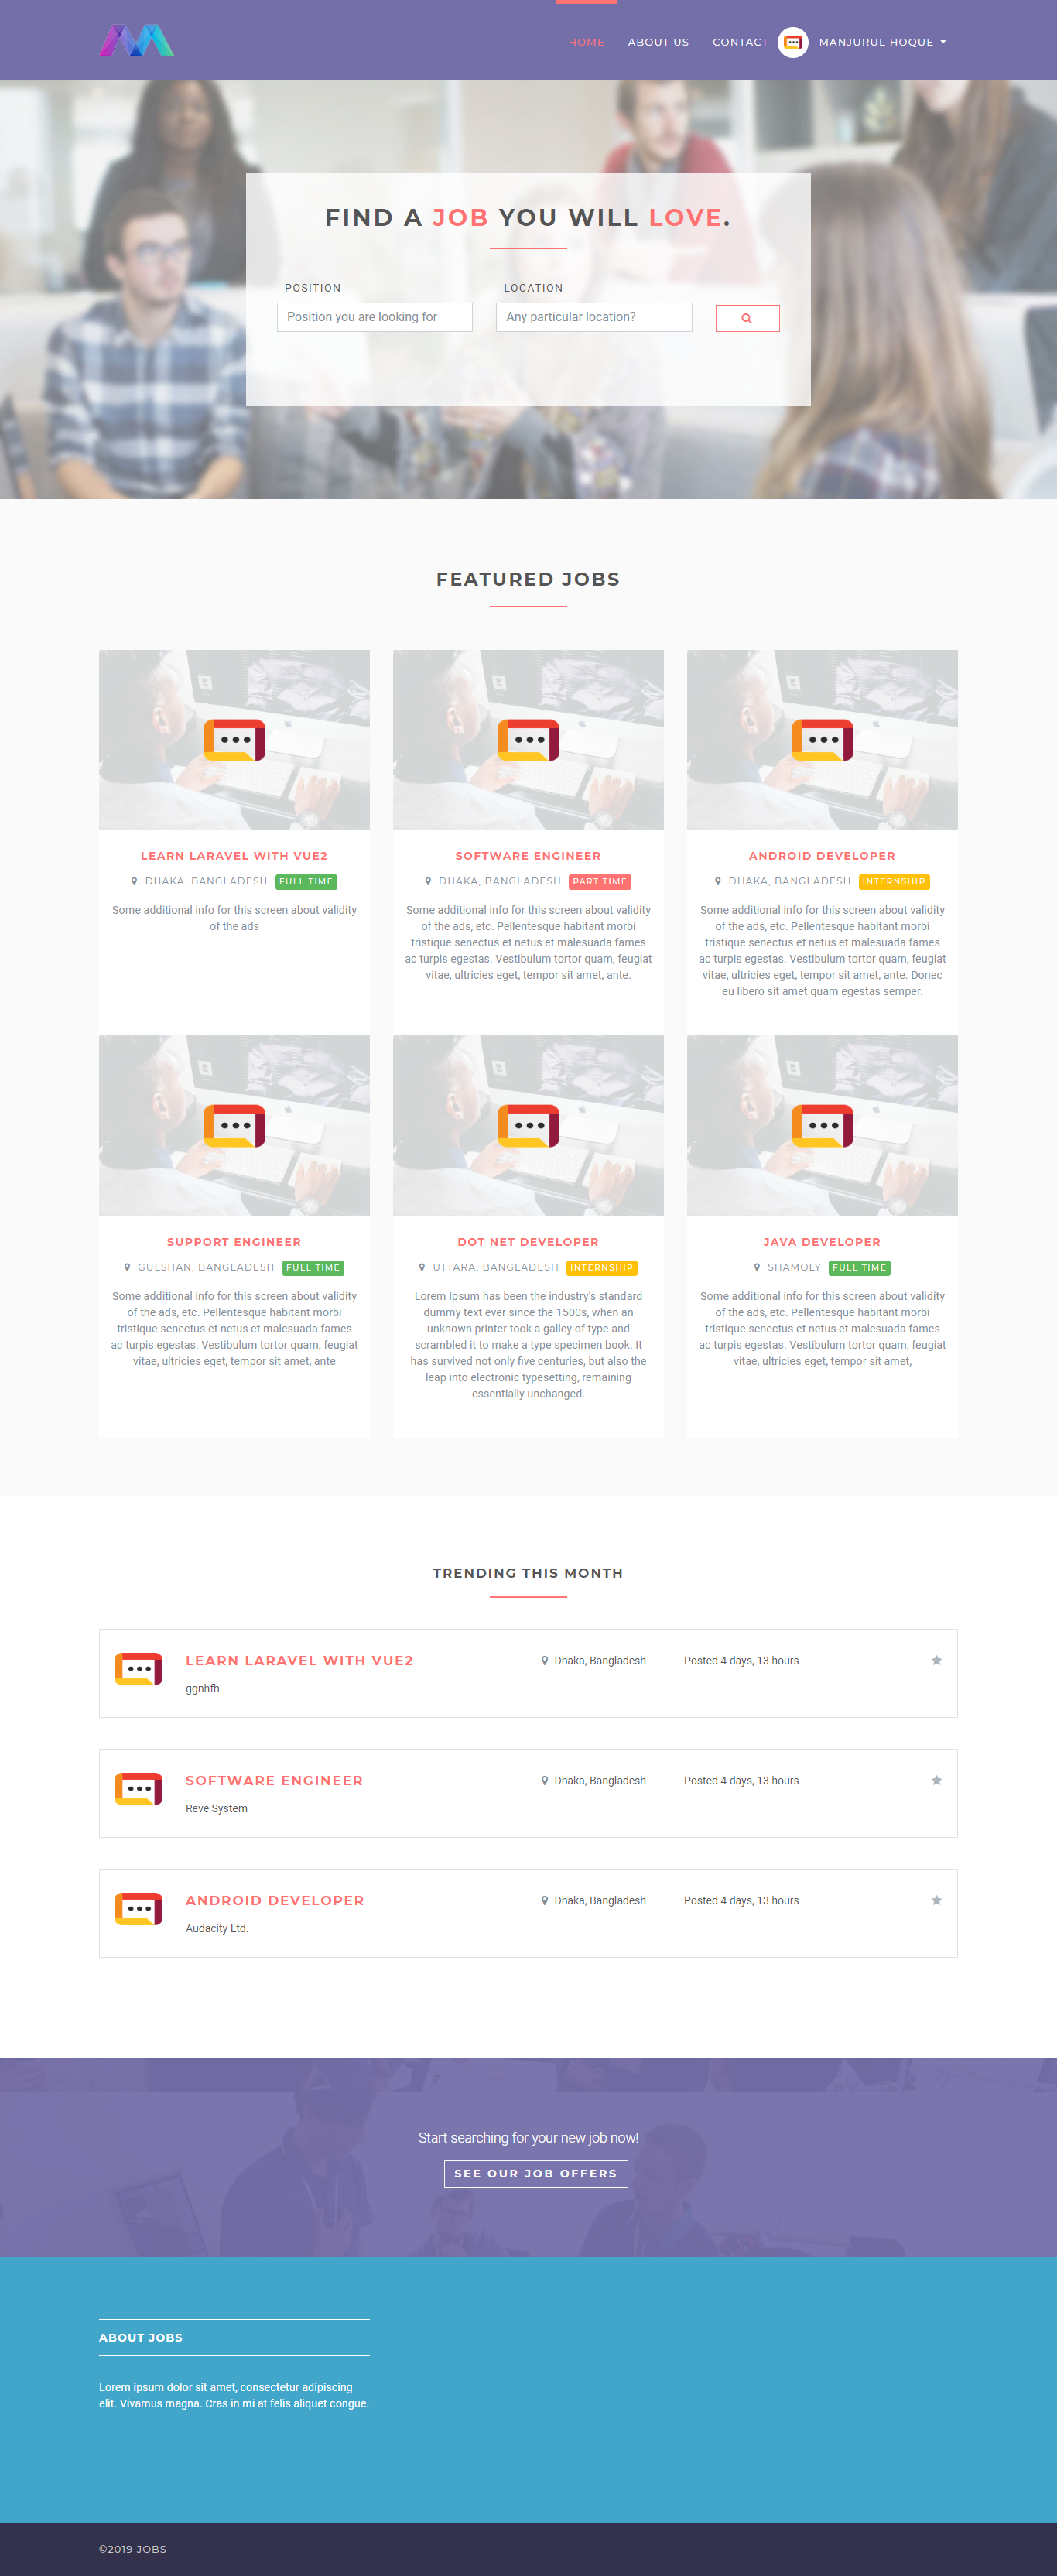 HOME ABOUT US CONTACT MANJURUL HOQUE
FIND A JOB YOU WILL LOVE.
POSITION LOCATION
Position you are looking for Any particular location?
FEATURED JOBS
LEARN LARAVEL WITH VUE2
DHAKA, BANGLADESH FULL TIME
Some additional info for this screen about validity
of the ads
SOFTWARE ENGINEER
DHAKA, BANGLADESH PART TIME
Some additional info for this screen about validity
of the ads, etc. Pellentesque habitant morbi
tristique senectus et netus et malesuada fames
ac turpis egestas. Vestibulum tortor quam, feugiat
vitae, ultricies eget, tempor sit amet, ante.
ANDROID DEVELOPER
DHAKA, BANGLADESH INTERNSHIP
Some additional info for this screen about validity
of the ads, etc. Pellentesque habitant morbi
tristique senectus et netus et malesuada fames
ac turpis egestas. Vestibulum tortor quam, feugiat
vitae, ultricies eget, tempor sit amet, ante. Donec
eu libero sit amet quam egestas semper.
SUPPORT ENGINEER
GULSHAN, BANGLADESH FULL TIME
Some additional info for this screen about validity
of the ads, etc. Pellentesque habitant morbi
tristique senectus et netus et malesuada fames
ac turpis egestas. Vestibulum tortor quam, feugiat
vitae, ultricies eget, tempor sit amet, ante
DOT NET DEVELOPER
UTTARA, BANGLADESH INTERNSHIP
Lorem Ipsum has been the industry's standard
dummy text ever since the 1500s, when an
unknown printer took a galley of type and
scrambled it to make a type specimen book. It
has survived not only five centuries, but also the
leap into electronic typesetting, remaining
essentially unchanged.
JAVA DEVELOPER
SHAMOLY FULL TIME
Some additional info for this screen about validity
of the ads, etc. Pellentesque habitant morbi
tristique senectus et netus et malesuada fames
ac turpis egestas. Vestibulum tortor quam, feugiat
vitae, ultricies eget, tempor sit amet,
TRENDING THIS MONTH
LEARN LARAVEL WITH VUE2 Dhaka, Bangladesh Posted 4 days, 13 hours
ggnhfh
SOFTWARE ENGINEER Dhaka, Bangladesh Posted 4 days, 13 hours
Reve System
ANDROID DEVELOPER Dhaka, Bangladesh Posted 4 days, 13 hours
Audacity Ltd.
Start searching for your new job now!
SEE OUR JOB OFFERS
ABOUT JOBS
Lorem ipsum dolor sit amet, consectetur adipiscing
elit. Vivamus magna. Cras in mi at felis aliquet congue.
©2019 JOBS